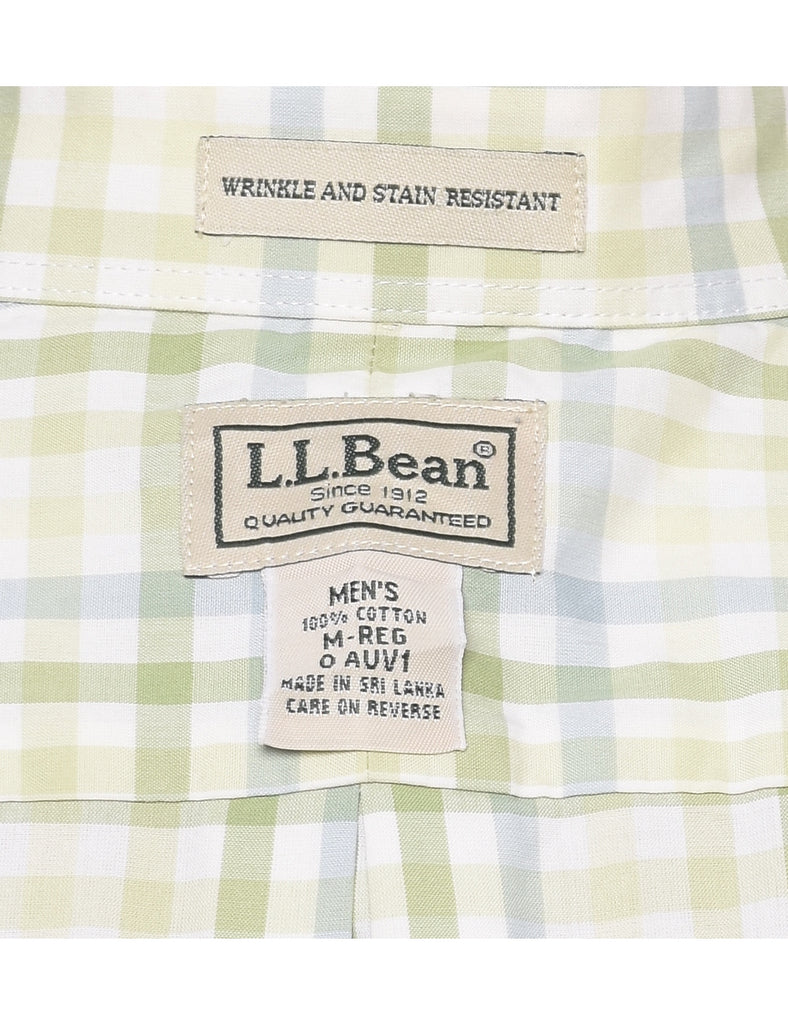 WRINKLE AND STAIN RESISTANT
L.L.Bean®
Since 1912
QUALITY GUARANTEED
MEN'S
100% COTTON
M-REG
0 AUV1
MADE IN SRI LANKA
CARE ON REVERSE